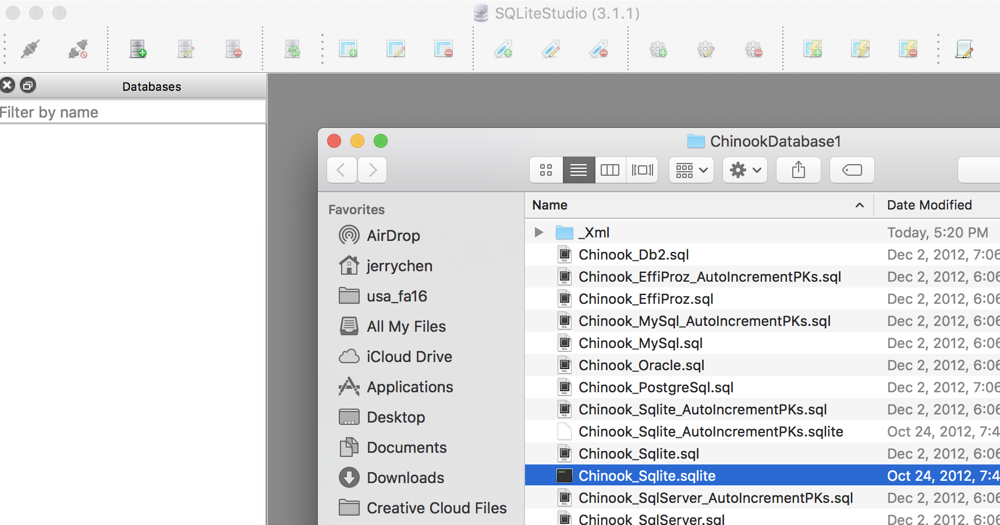 SQLiteStudio (3.1.1)
Databases
Filter by name
ChinookDatabase1
Favorites
AirDrop
jerrychen
usa_fa16
All My Files
iCloud Drive
Applications
Desktop
Documents
Downloads
Creative Cloud Files
Name Date Modified
_Xml Today, 5:20 PM
Chinook_Db2.sql Dec 2, 2012, 7:06
Chinook_EffiProz_AutoIncrementPKs.sql Dec 2, 2012, 6:06
Chinook_EffiProz.sql Dec 2, 2012, 6:06
Chinook_MySql_AutoIncrementPKs.sql Dec 2, 2012, 6:06
Chinook_MySql.sql Dec 2, 2012, 6:06
Chinook_Oracle.sql Dec 2, 2012, 6:06
Chinook_PostgreSql.sql Dec 2, 2012, 7:06
Chinook_Sqlite_AutoIncrementPKs.sql Dec 2, 2012, 6:06
Chinook_Sqlite_AutoIncrementPKs.sqlite Oct 24, 2012, 7:4
Chinook_Sqlite.sql Dec 2, 2012, 6:06
Chinook_Sqlite.sqlite Oct 24, 2012, 7:4
Chinook_SqlServer_AutoIncrementPKs.sql Dec 2, 2012, 6:06
Chinook_SqlServer.sql Dec 2, 2012, 6:06